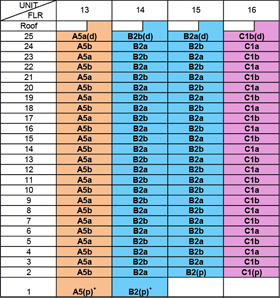 UNIT 13 14 15 16
FLR
Roof
25 A5a(d) B2b(d) B2a(d) C1b(d)
24 A5b B2a B2b C1a
23 A5a B2b B2a C1b
22 A5b B2a B2b C1a
21 A5a B2b B2a C1b
20 A5b B2a B2b C1a
19 A5a B2b B2a C1b
18 A5b B2a B2b C1a
17 A5a B2b B2a C1b
16 A5b B2a B2b C1a
15 A5a B2b B2a C1b
14 A5b B2a B2b C1a
13 A5a B2b B2a C1b
12 A5b B2a B2b C1a
11 A5a B2b B2a C1b
10 A5b B2a B2b C1a
9 A5a B2b B2a C1b
8 A5b B2a B2b C1a
7 A5a B2b B2a C1b
6 A5b B2a B2b C1a
5 A5a B2b B2a C1b
4 A5b B2a B2b C1a
3 A5a B2b B2a C1b
2 A5b B2a B2(p) C1(p)
1 A5(p)* B2(p)*